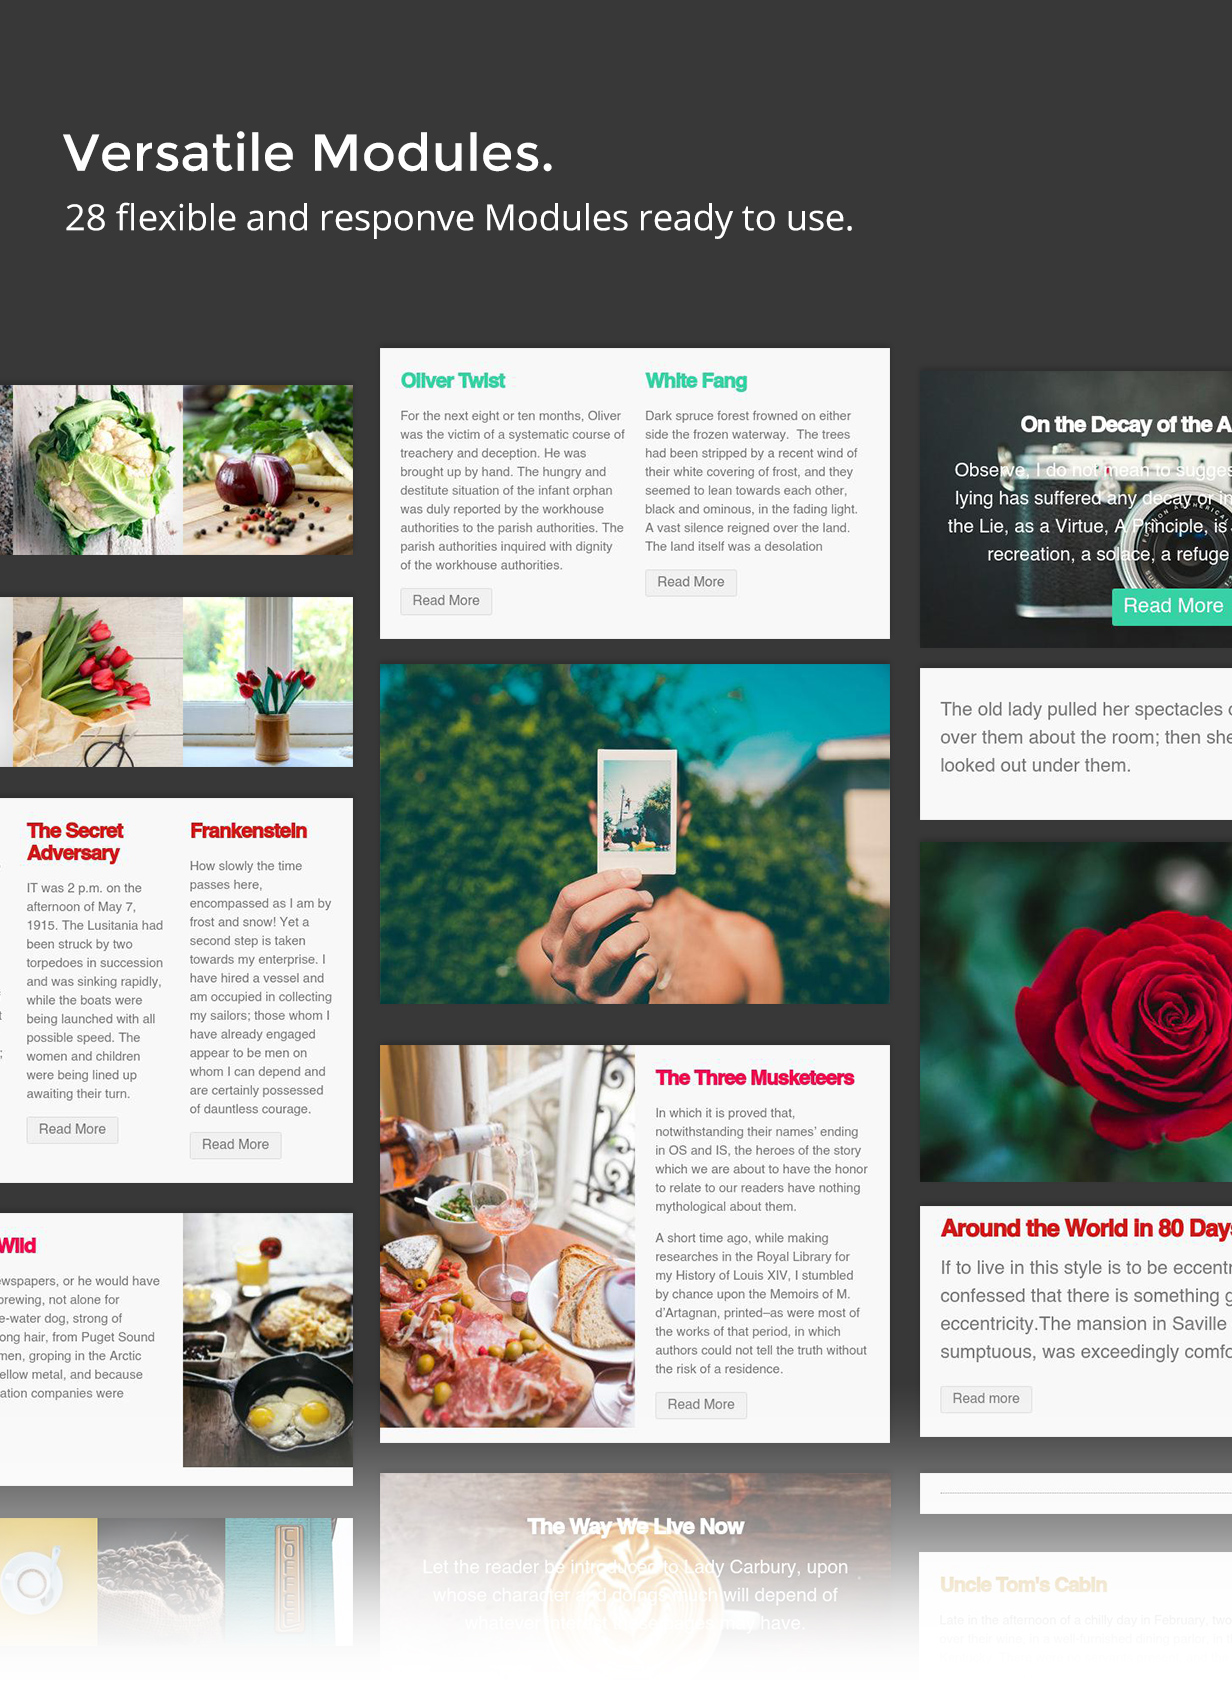 Versatile Modules.
28 flexible and responve Modules ready to use.
The Secret
Adversary
IT was 2 p.m. on the
afternoon of May 7,
1915. The Lusitania had
been struck by two
torpedoes in succession
and was sinking rapidly,
while the boats were
being launched with all
possible speed. The
women and children
were being lined up
awaiting their turn.
Read More
Frankenstein
How slowly the time
passes here,
encompassed as I am by
frost and snow! Yet a
second step is taken
towards my enterprise. I
have hired a vessel and
am occupied in collecting
my sailors; those whom I
have already engaged
appear to be men on
whom I can depend and
are certainly possessed
of dauntless courage.
Read More
Wild
ewspapers, or he would have
brewing, not alone for
e-water dog, strong of
ong hair, from Puget Sound
men, groping in the Arctic
ellow metal, and because
ation companies were
COFFEE
Oliver Twist
For the next eight or ten months, Oliver
was the victim of a systematic course of
treachery and deception. He was
brought up by hand. The hungry and
destitute situation of the infant orphan
was duly reported by the workhouse
authorities to the parish authorities. The
parish authorities inquired with dignity
of the workhouse authorities.
Read More
White Fang
Dark spruce forest frowned on either
side the frozen waterway. The trees
had been stripped by a recent wind of
their white covering of frost, and they
seemed to lean towards each other,
black and ominous, in the fading light.
A vast silence reigned over the land.
The land itself was a desolation
Read More
The Three Musketeers
In which it is proved that,
notwithstanding their names' ending
in OS and IS, the heroes of the story
which we are about to have the honor
to relate to our readers have nothing
mythological about them.
A short time ago, while making
researches in the Royal Library for
my History of Louis XIV, I stumbled
by chance upon the Memoirs of M.
d'Artagnan, printed–as were most of
the works of that period, in which
authors could not tell the truth without
the risk of a residence.
Read More
The Way We Live Now
Let the reader be introduced to Lady Carbury, upon
whose character and doings much will depend of
whatever may have.
On the Decay of the A
Observe, I do not mean to sugges
lying has suffered any decay or in
the Lie, as a Virtue, A Principle, is
recreation, a solace, a refuge
Read More
The old lady pulled her spectacles
over them about the room; then she
looked out under them.
Around the World in 80 Days
If to live in this style is to be eccentr
confessed that there is something g
eccentricity.The mansion in Saville
sumptuous, was exceedingly comfo
Read more
Uncle Tom's Cabin
Late in the afternoon of a chilly day in February, two